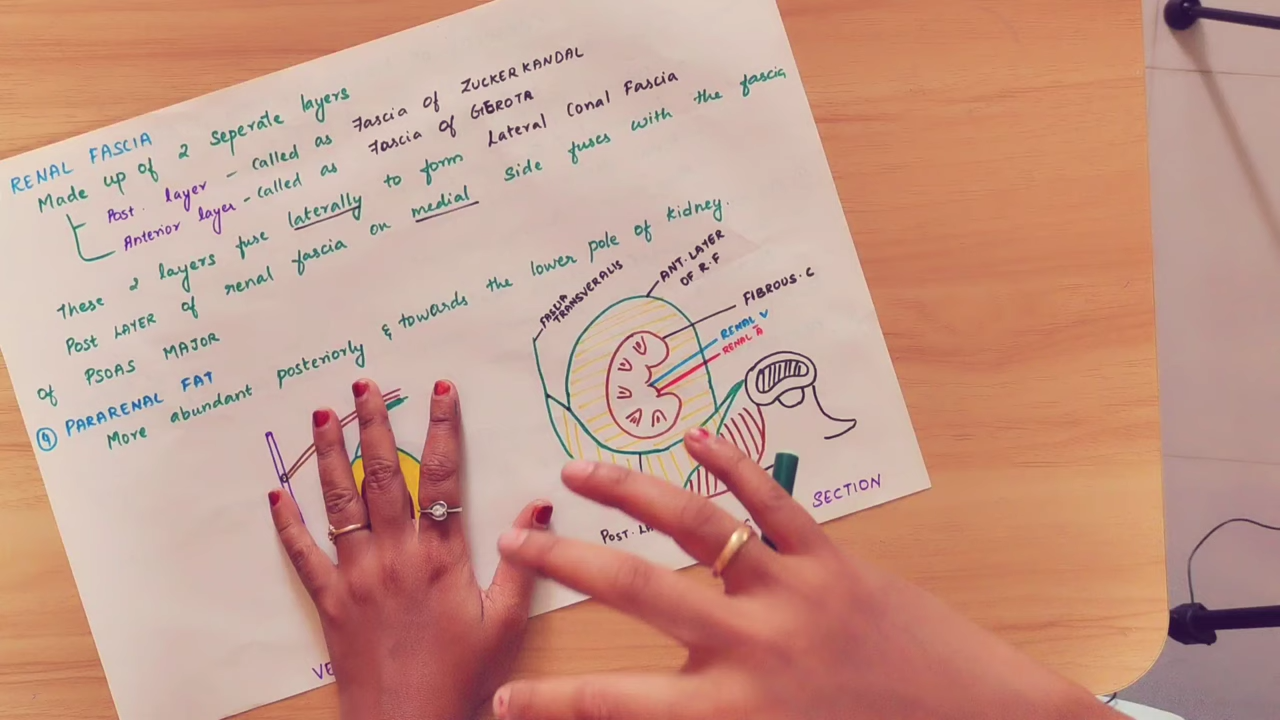 RENAL FASCIA
Made up of 2 seperate layers
Post. layer - called as Fascia of ZUCKERKANDAL
Anterior layer - called as Fascia of GEROTA
these 2 layers fuse laterally to form Lateral Conal Fascia
Post LAYER of renal fascia on medial side fuses with the fascia
of PSOAS MAJOR
④ PARARENAL FAT
More abundant posteriorly & towards the lower pole of kidney.
FASCIA
TRANSVERALIS
ANT. LAYER
OF R.F
FIBROUS. C
RENAL V
RENAL A
POST.
SECTION